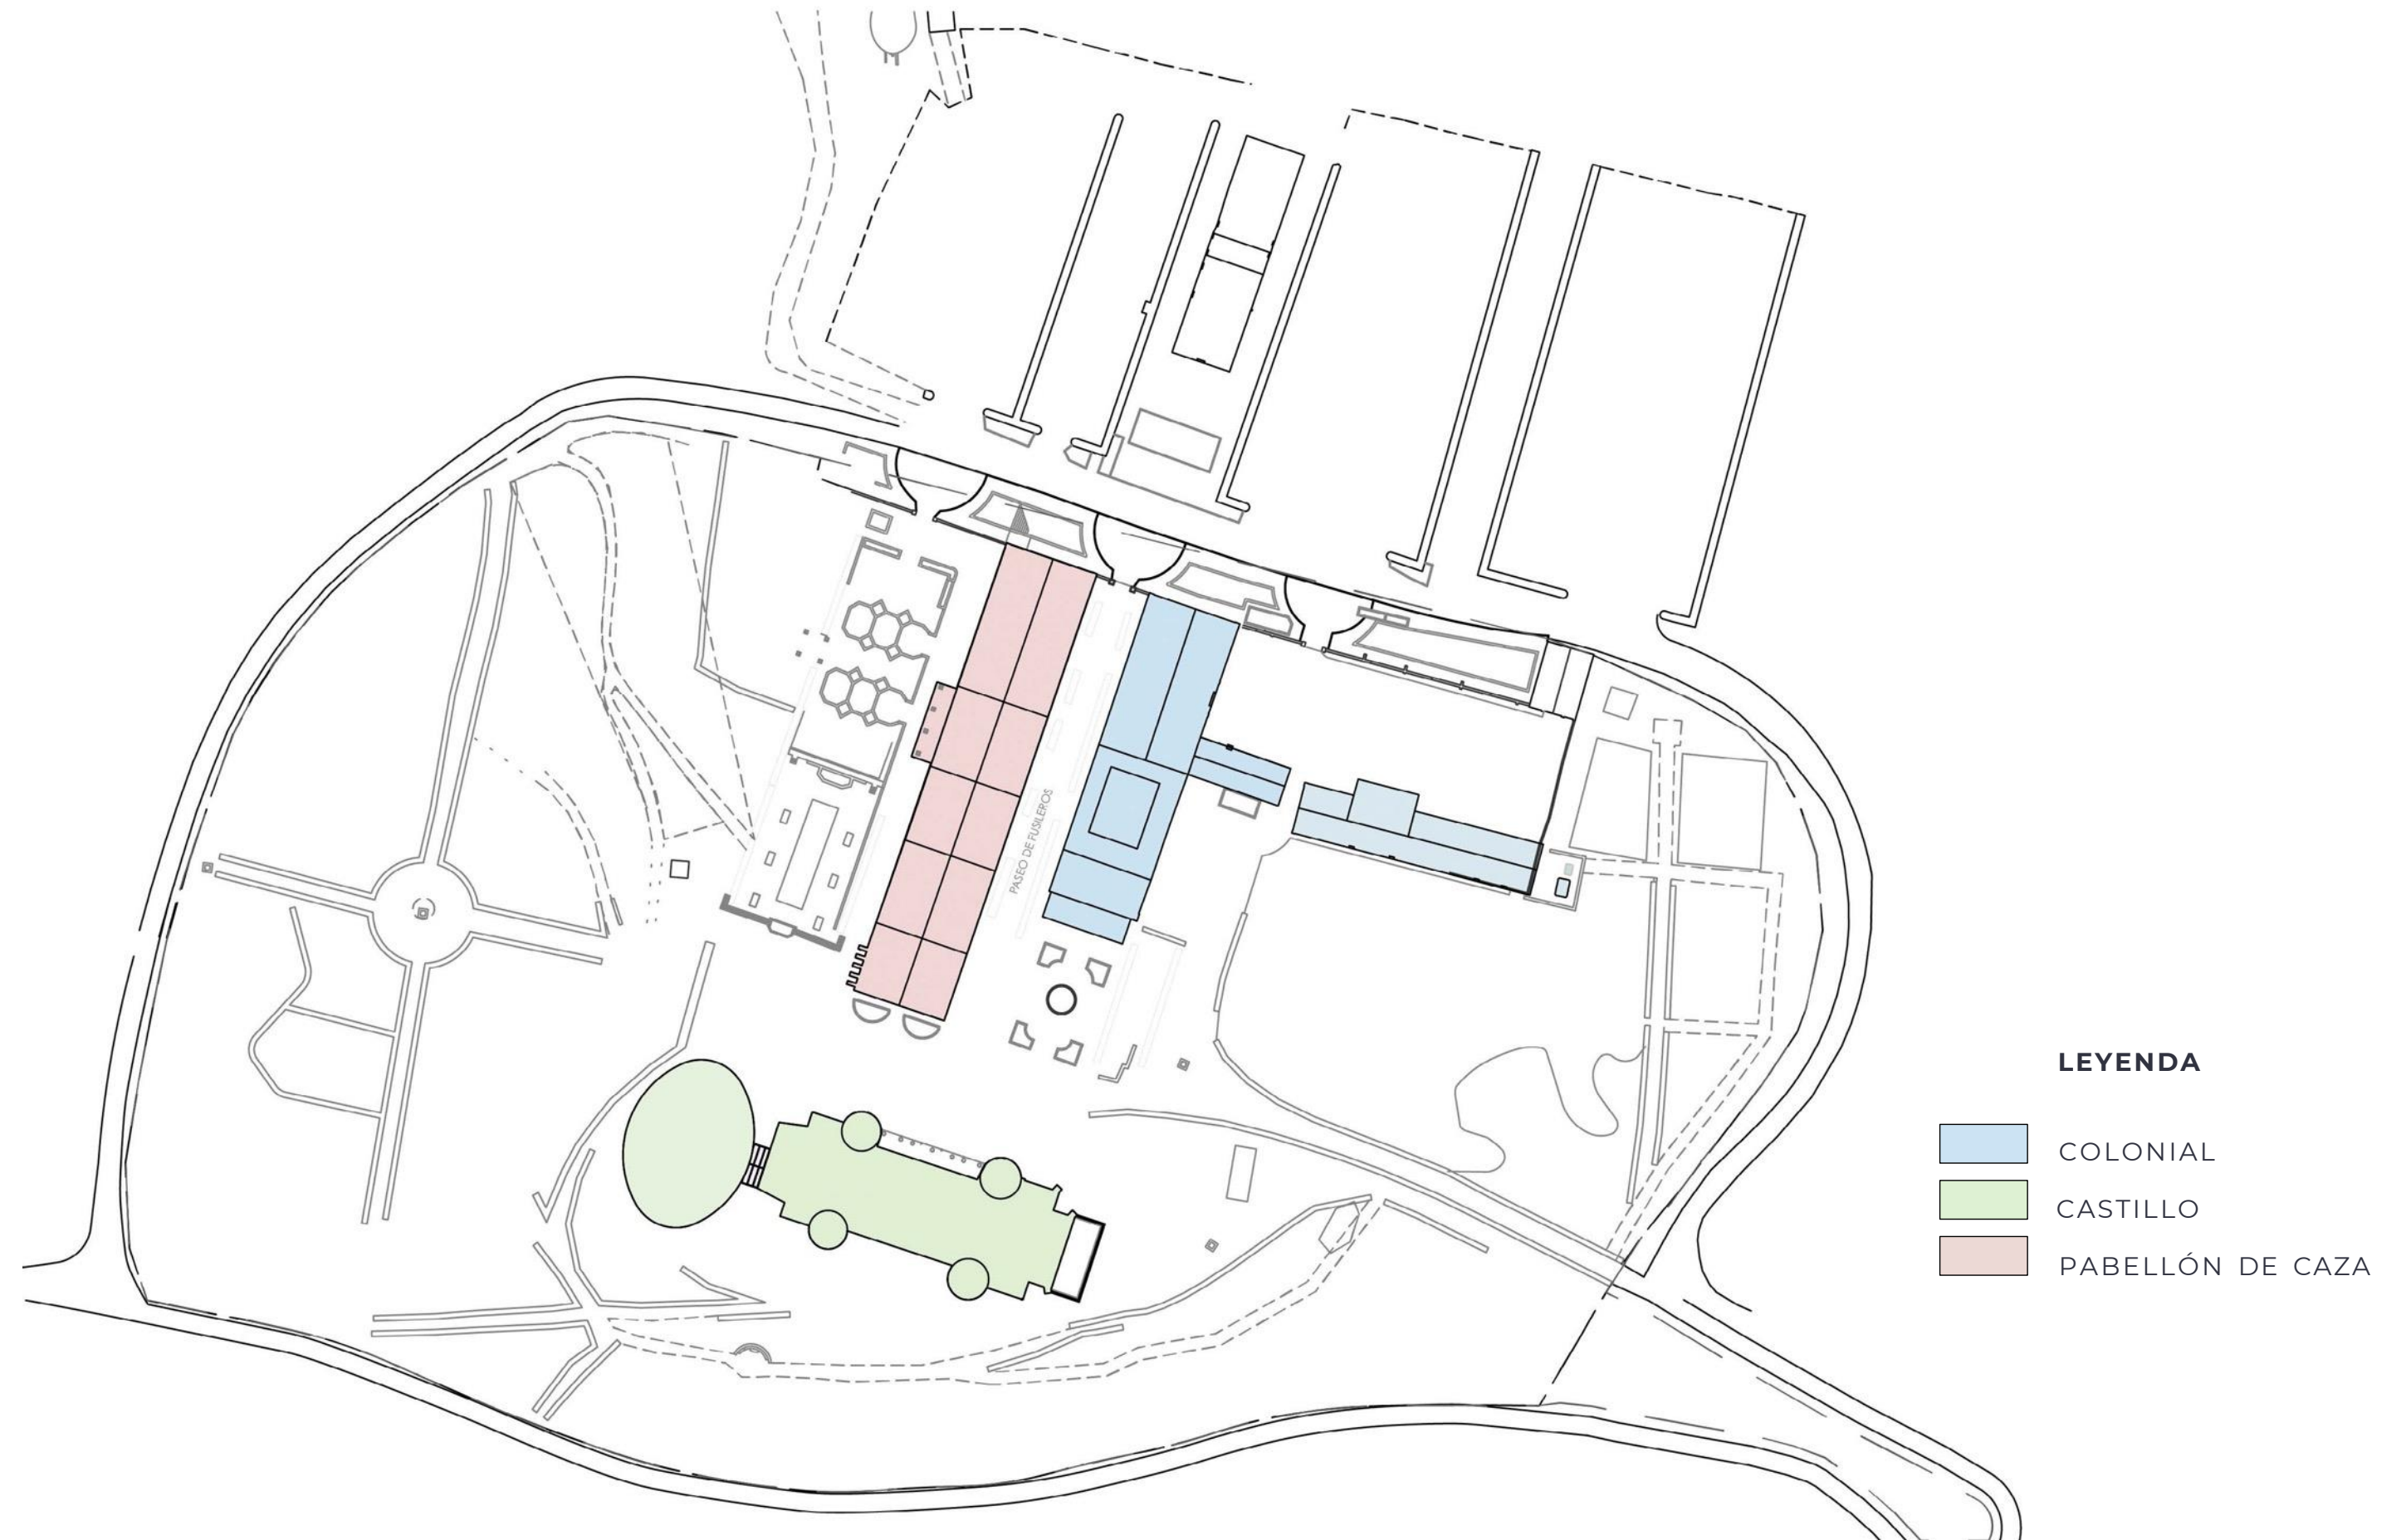 PASEO DE FUSILEROS
LEYENDA
COLONIAL
CASTILLO
PABELLÓN DE CAZA